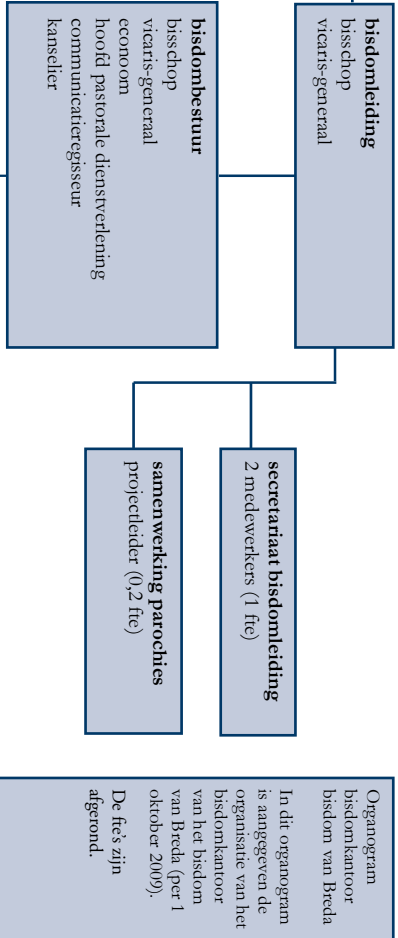 bisdomleiding
bisschop
vicaris-generaal
bisdombestuur
bisschop
vicaris-generaal
econoom
hoofd pastorale dienstverlening
communicatieregisseur
kanselier
secretariaat bisdomleiding
2 medewerkers (1 fte)
samenwerking parochies
projectleider (0,2 fte)
Organogram
bisdomkantoor
bisdom van Breda
In dit organogram
is aangegeven de
organisatie van het
bisdomkantoor
van het bisdom
van Breda (per 1
oktober 2009).
De fte's zijn
afgerond.